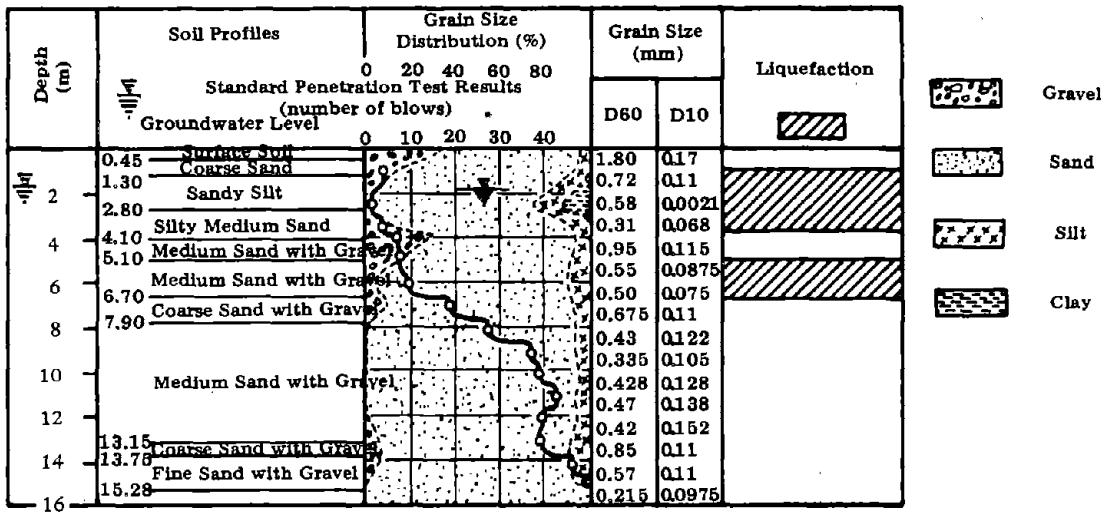 Depth (m)
Soil Profiles
Groundwater Level
Grain Size Distribution (%)
0 20 40 60 80
Standard Penetration Test Results (number of blows)
0 10 20 30 40
Grain Size (mm)
D60 D10
Liquefaction
Gravel
Sand
Silt
Clay
2
4
6
8
10
12
14
16
Surface Soil
0.45
Coarse Sand
1.30
Sandy Silt
2.80
Silty Medium Sand
4.10
Medium Sand with Gravel
5.10
Medium Sand with Gravel
6.70
Coarse Sand with Gravel
7.90
Medium Sand with Gravel
13.15
Coarse Sand with Gravel
13.75
Fine Sand with Gravel
15.28
1.80 0.17
0.72 0.11
0.58 0.0021
0.31 0.068
0.95 0.115
0.55 0.0875
0.50 0.075
0.675 0.11
0.43 0.122
0.335 0.105
0.428 0.128
0.47 0.138
0.42 0.152
0.85 0.11
0.57 0.11
0.215 0.0975